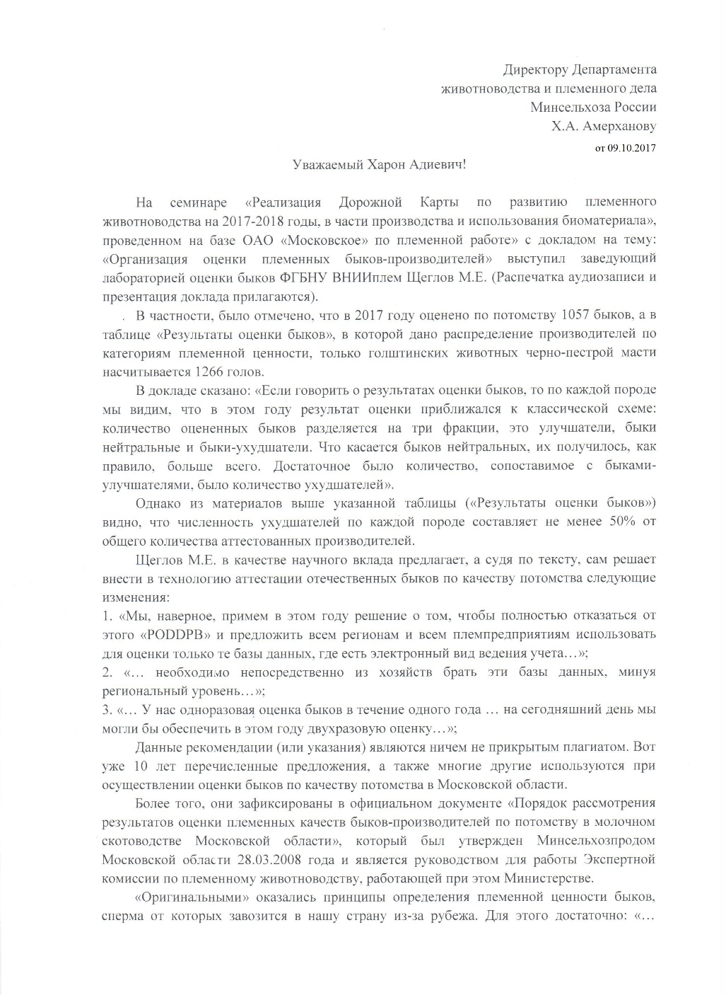 Директору Департамента
животноводства и племенного дела
Минсельхоза России
Х.А. Амерханову
от 09.10.2017
Уважаемый Харон Адиевич!
На семинаре «Реализация Дорожной Карты по развитию племенного
животноводства на 2017-2018 годы, в части производства и использования биоматериала»,
проведенном на базе ОАО «Московское» по племенной работе» с докладом на тему:
«Организация оценки племенных быков-производителей» выступил заведующий
лабораторией оценки быков ФГБНУ ВНИИплем Щеглов М.Е. (Распечатка аудиозаписи и
презентация доклада прилагаются).
В частности, было отмечено, что в 2017 году оценено по потомству 1057 быков, а в
таблице «Результаты оценки быков», в которой дано распределение производителей по
категориям племенной ценности, только голштинских животных черно-пестрой масти
насчитывается 1266 голов.
В докладе сказано: «Если говорить о результатах оценки быков, то по каждой породе
мы видим, что в этом году результат оценки приближался к классической схеме:
количество оцененных быков разделяется на три фракции, это улучшатели, быки
нейтральные и быки-ухудшатели. Что касается быков нейтральных, их получилось, как
правило, больше всего. Достаточное было количество, сопоставимое с быками-
улучшателями, было количество ухудшателей».
Однако из материалов выше указанной таблицы («Результаты оценки быков»)
видно, что численность ухудшателей по каждой породе составляет не менее 50% от
общего количества аттестованных производителей.
Щеглов М.Е. в качестве научного вклада предлагает, а судя по тексту, сам решает
внести в технологию аттестации отечественных быков по качеству потомства следующие
изменения:
1. «Мы, наверное, примем в этом году решение о том, чтобы полностью отказаться от
этого «PODDPB» и предложить всем регионам и всем племпредприятиям использовать
для оценки только те базы данных, где есть электронный вид ведения учета…»;
2. «… необходимо непосредственно из хозяйств брать эти базы данных, минуя
региональный уровень…»;
3. «… У нас одноразовая оценка быков в течение одного года … на сегодняшний день мы
могли бы обеспечить в этом году двухразовую оценку…»;
Данные рекомендации (или указания) являются ничем не прикрытым плагиатом. Вот
уже 10 лет перечисленные предложения, а также многие другие используются при
осуществлении оценки быков по качеству потомства в Московской области.
Более того, они зафиксированы в официальном документе «Порядок рассмотрения
результатов оценки племенных качеств быков-производителей по потомству в молочном
скотоводстве Московской области», который был утвержден Минсельхозпродом
Московской области 28.03.2008 года и является руководством для работы Экспертной
комиссии по племенному животноводству, работающей при этом Министерстве.
«Оригинальными» оказались принципы определения племенной ценности быков,
сперма от которых завозится в нашу страну из-за рубежа. Для этого достаточно: «…